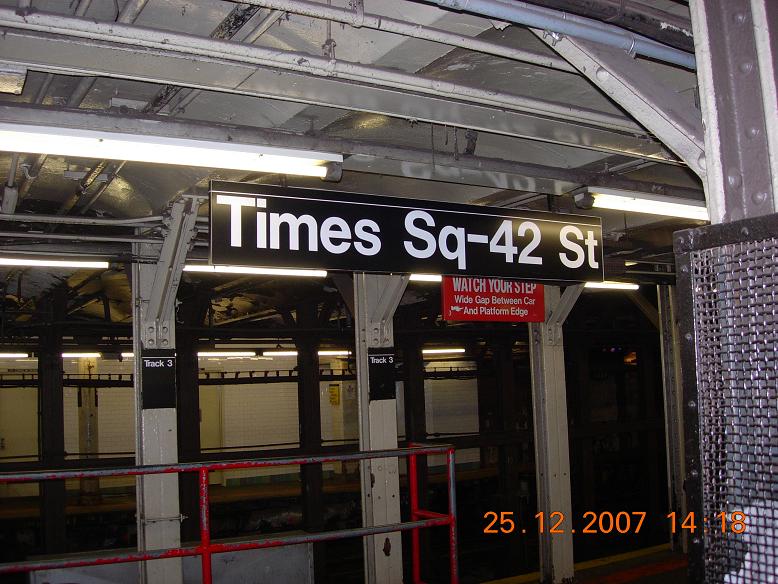 Times Sq-42 St
WATCH YOUR STEP
Wide Gap Between Car
And Platform Edge
Track 3
Track 3
25.12.2007 14:18